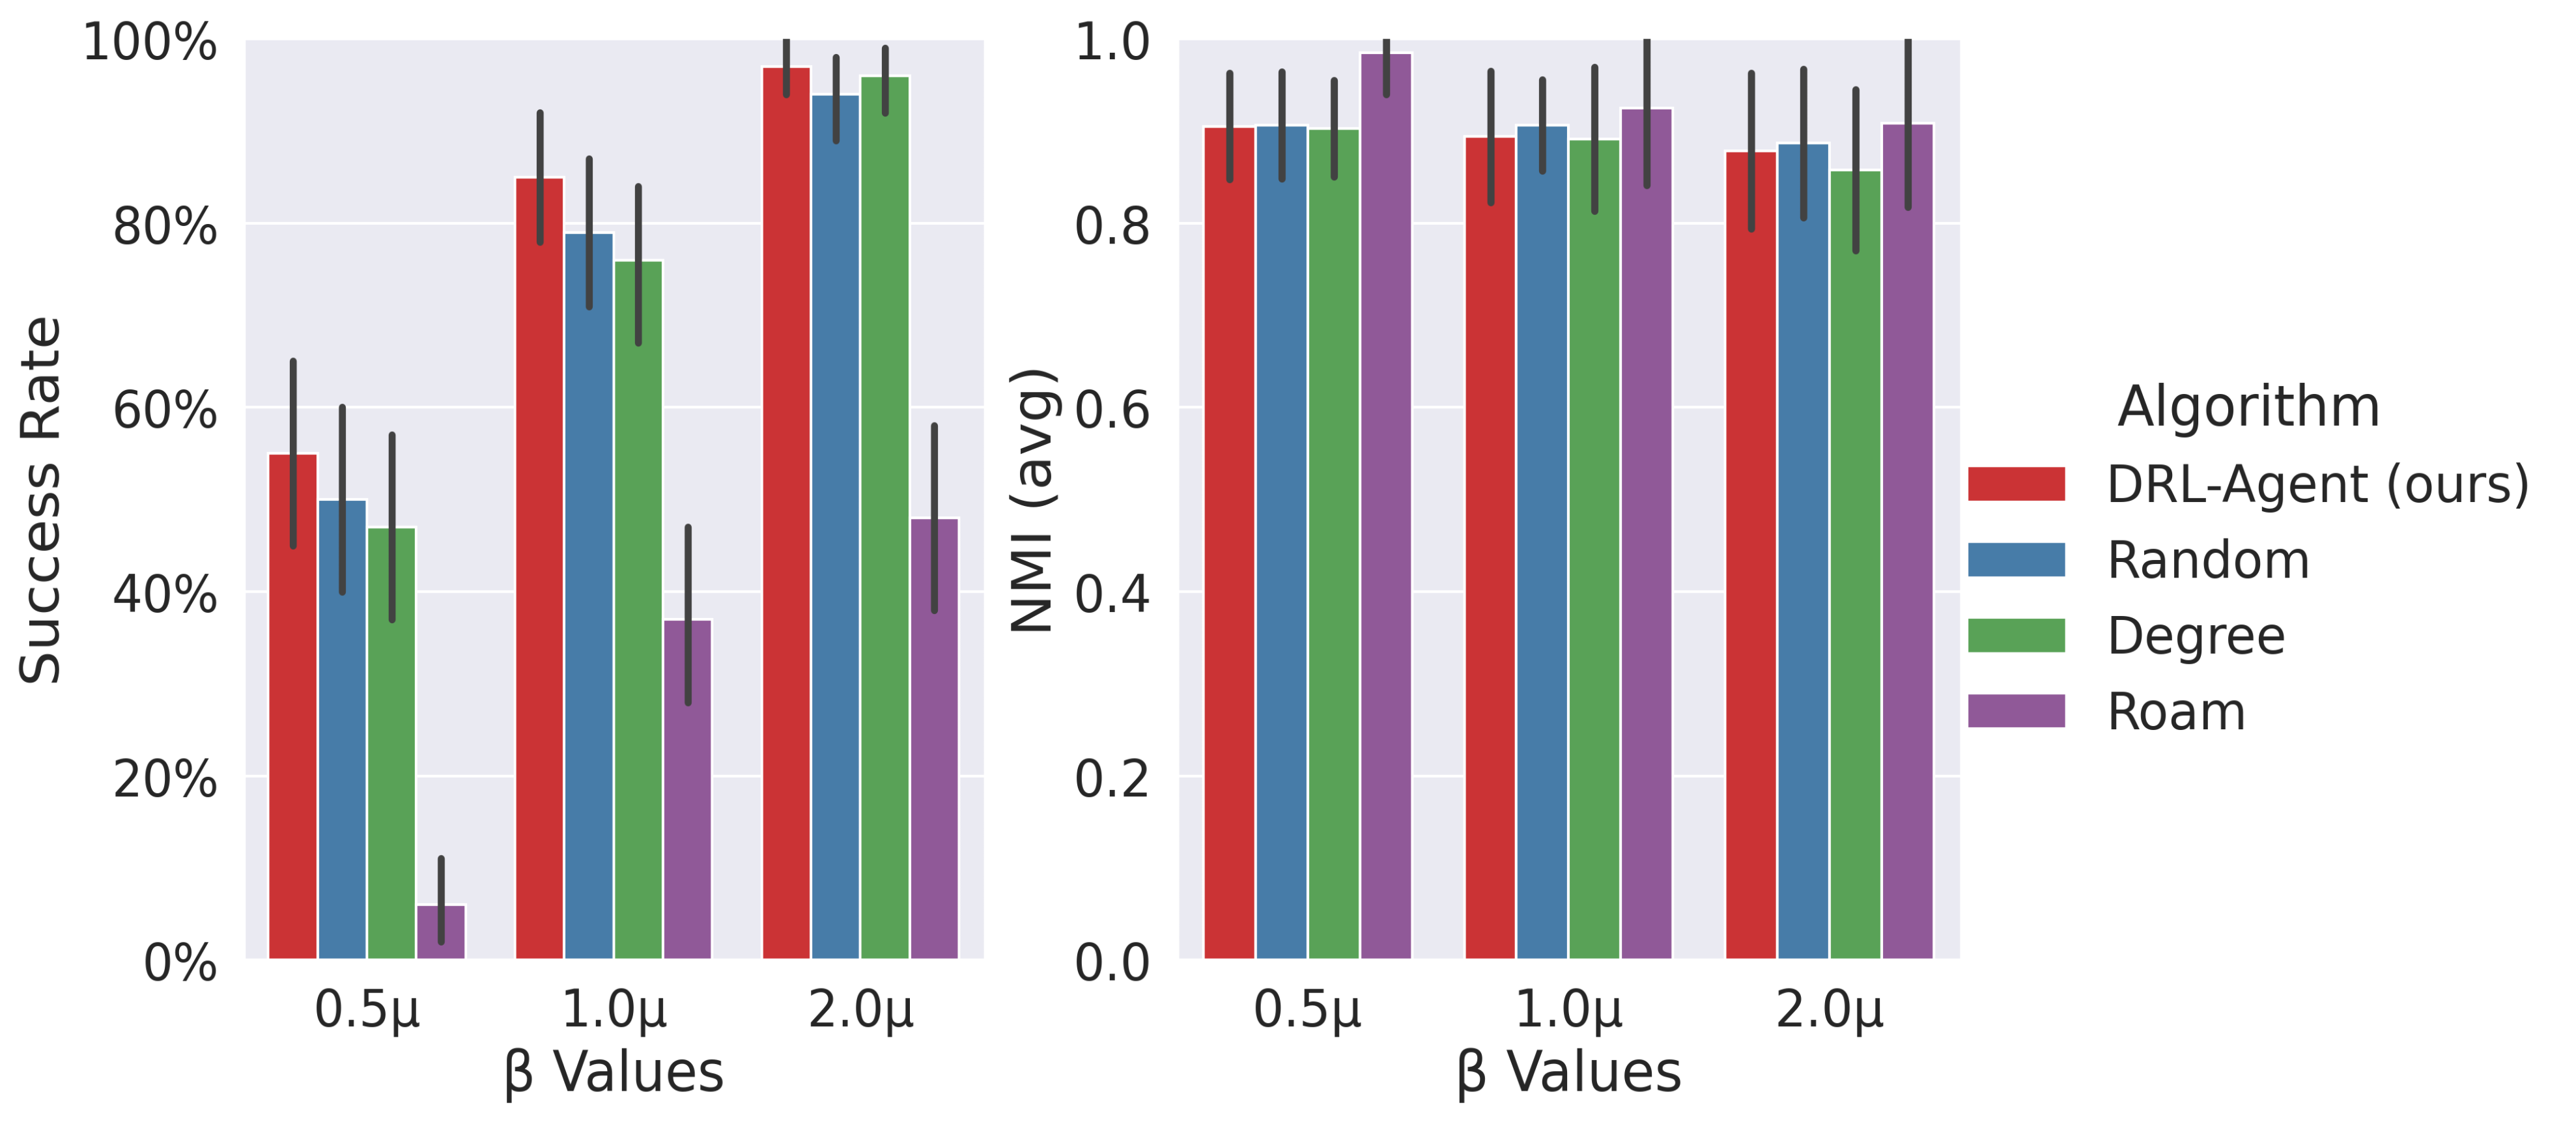 Success Rate
100%
80%
60%
40%
20%
0%
0.5μ 1.0μ 2.0μ
β Values
NMI (avg)
1.0
0.8
0.6
0.4
0.2
0.0
0.5μ 1.0μ 2.0μ
β Values
Algorithm
DRL-Agent (ours)
Random
Degree
Roam